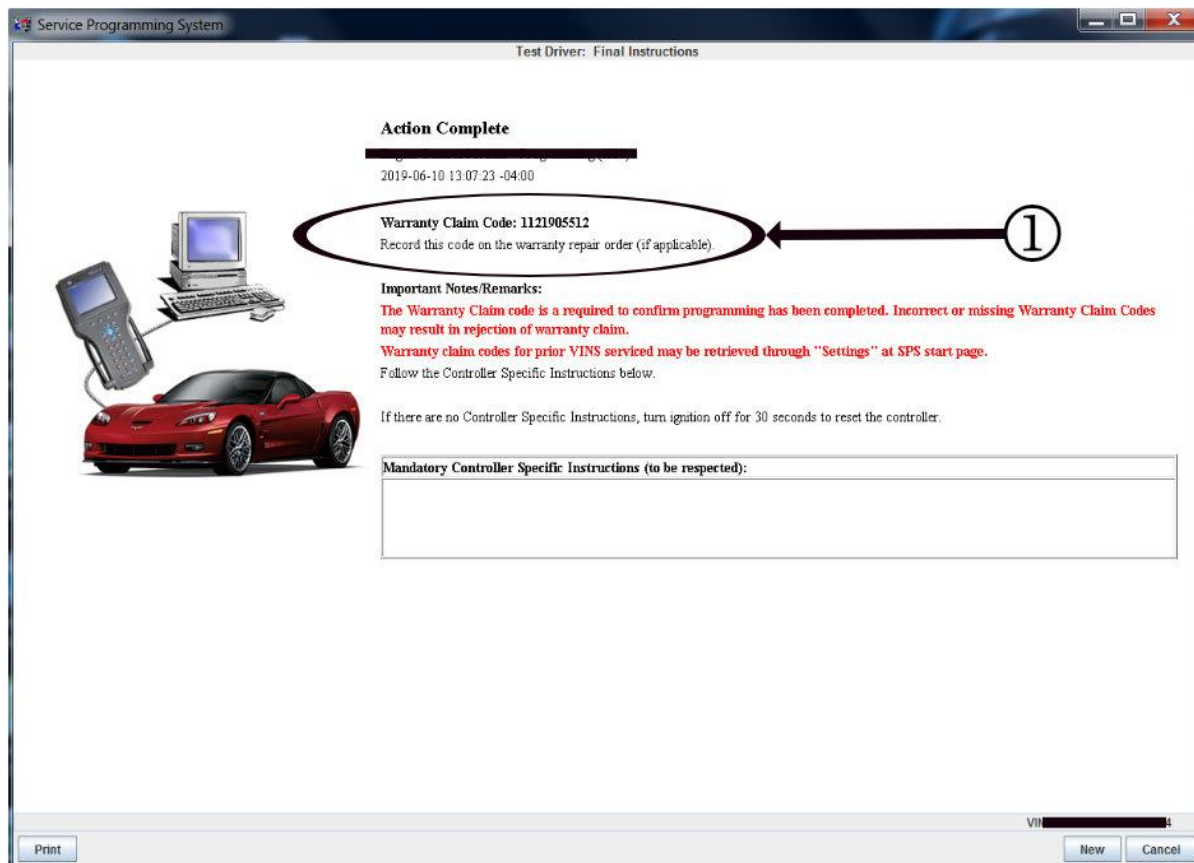 Service Programming System
Test Driver: Final Instructions
Action Complete
2019-06-10 13:07:23 -04:00
Warranty Claim Code: 1121905512
Record this code on the warranty repair order (if applicable).
①
Important Notes/Remarks:
The Warranty Claim code is a required to confirm programming has been completed. Incorrect or missing Warranty Claim Codes
may result in rejection of warranty claim.
Warranty claim codes for prior VINS serviced may be retrieved through "Settings" at SPS start page.
Follow the Controller Specific Instructions below.
If there are no Controller Specific Instructions, turn ignition off for 30 seconds to reset the controller.
Mandatory Controller Specific Instructions (to be respected):
4
Print
New
Cancel